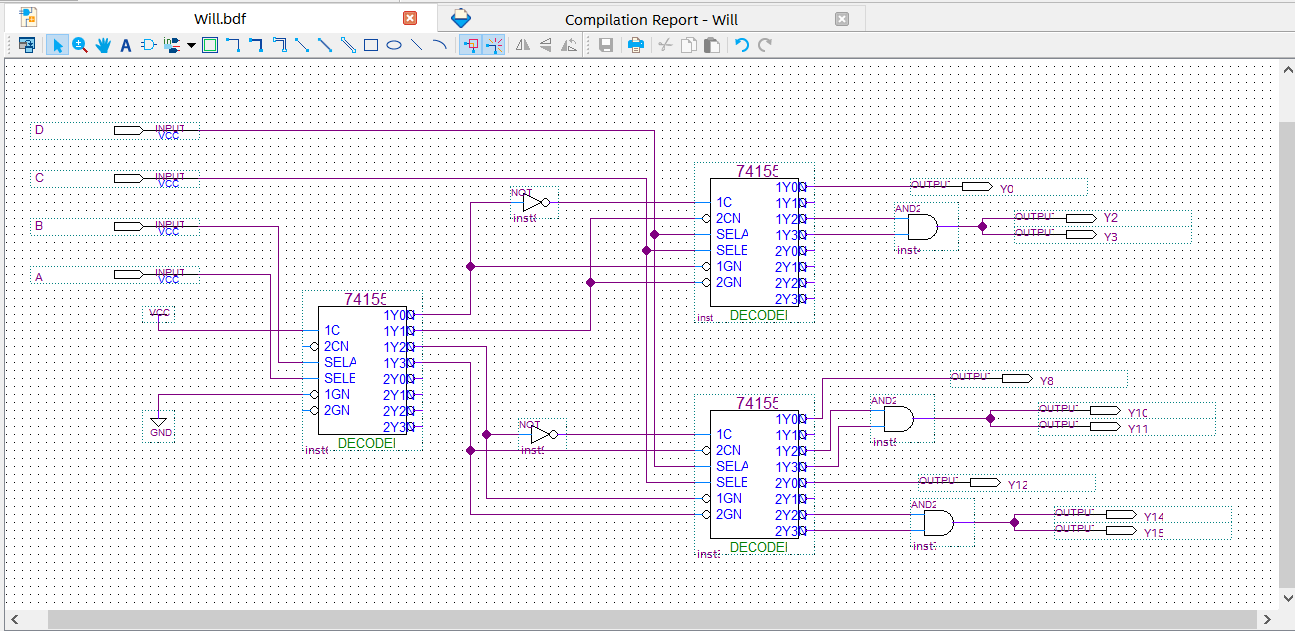 Will.bdf
Compilation Report - Will
D INPUT VCC
C INPUT VCC
B INPUT VCC
A INPUT VCC
VCC
GND
74155
1C 1Y0
2CN 1Y1
SELA 1Y2
SELE 1Y3
1GN 2Y0
2GN 2Y1
2Y2
2Y3
DECODEI
NOT
NOT
74155
1Y0
1C 1Y1
2CN 1Y2
SELA 1Y3
SELE 2Y0
1GN 2Y1
2GN 2Y2
2Y3
inst DECODEI
OUTPU Y0
AND2
OUTPU Y2
OUTPU Y3
74155
1Y0
1C 1Y1
2CN 1Y2
SELA 1Y3
SELE 2Y0
1GN 2Y1
2GN 2Y2
2Y3
DECODEI
OUTPU Y8
AND2
OUTPU Y10
OUTPU Y11
OUTPU Y12
AND2
OUTPU Y14
OUTPU Y15